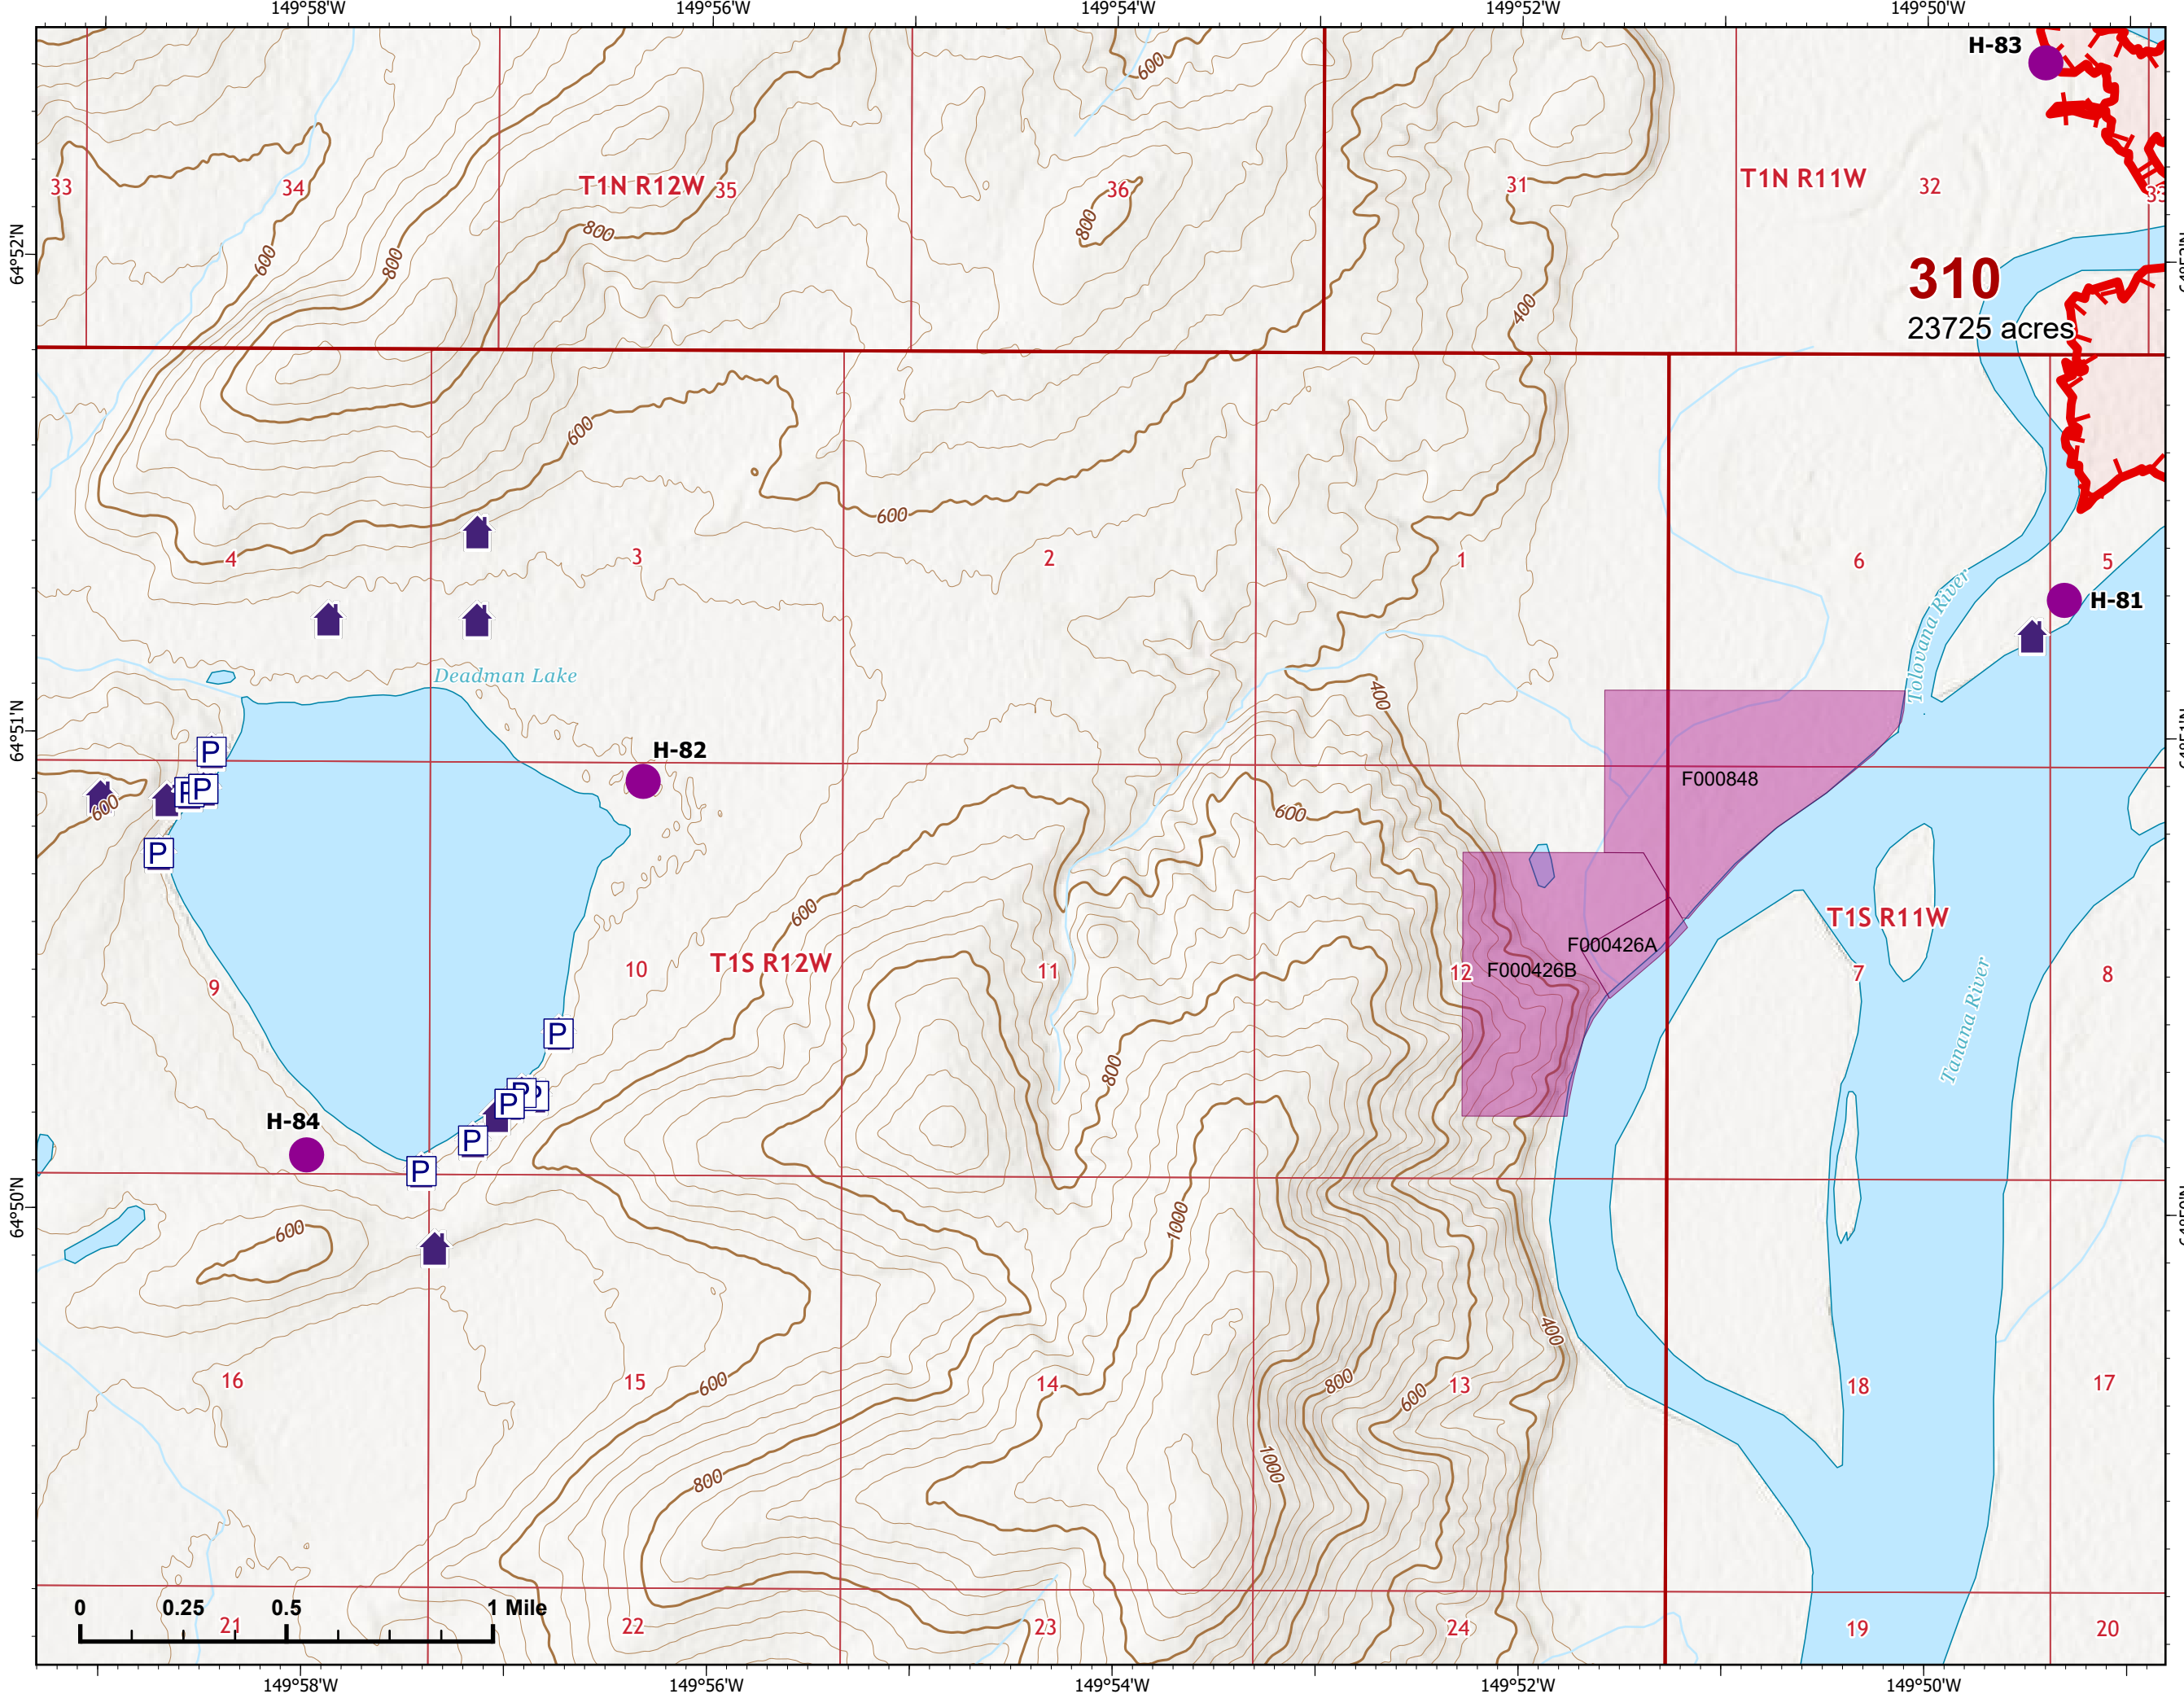 149°58'W
149°56'W
149°54'W
149°52'W
149°50'W
H-83
600
33
34
T1N R12W
35
36
31
T1N R11W
32
33
800
800
600
800
64°52'N
310
400
23725 acres
600
600
4
3
2
1
6
5
H-81
Tolovana River
Deadman Lake
400
64°51'N
H-82
P
F000848
P
P
600
600
P
600
T1S R11W
F000426A
T1S R12W
10
11
12
F000426B
7
8
9
Tanana River
P
800
P
P
P
H-84
P
P
64°50'N
1000
600
400
16
15
600
14
800
600
13
18
17
1000
800
0
0.25
0.5
1 Mile
21
22
23
24
19
20
149°58'W
149°56'W
149°54'W
149°52'W
149°50'W